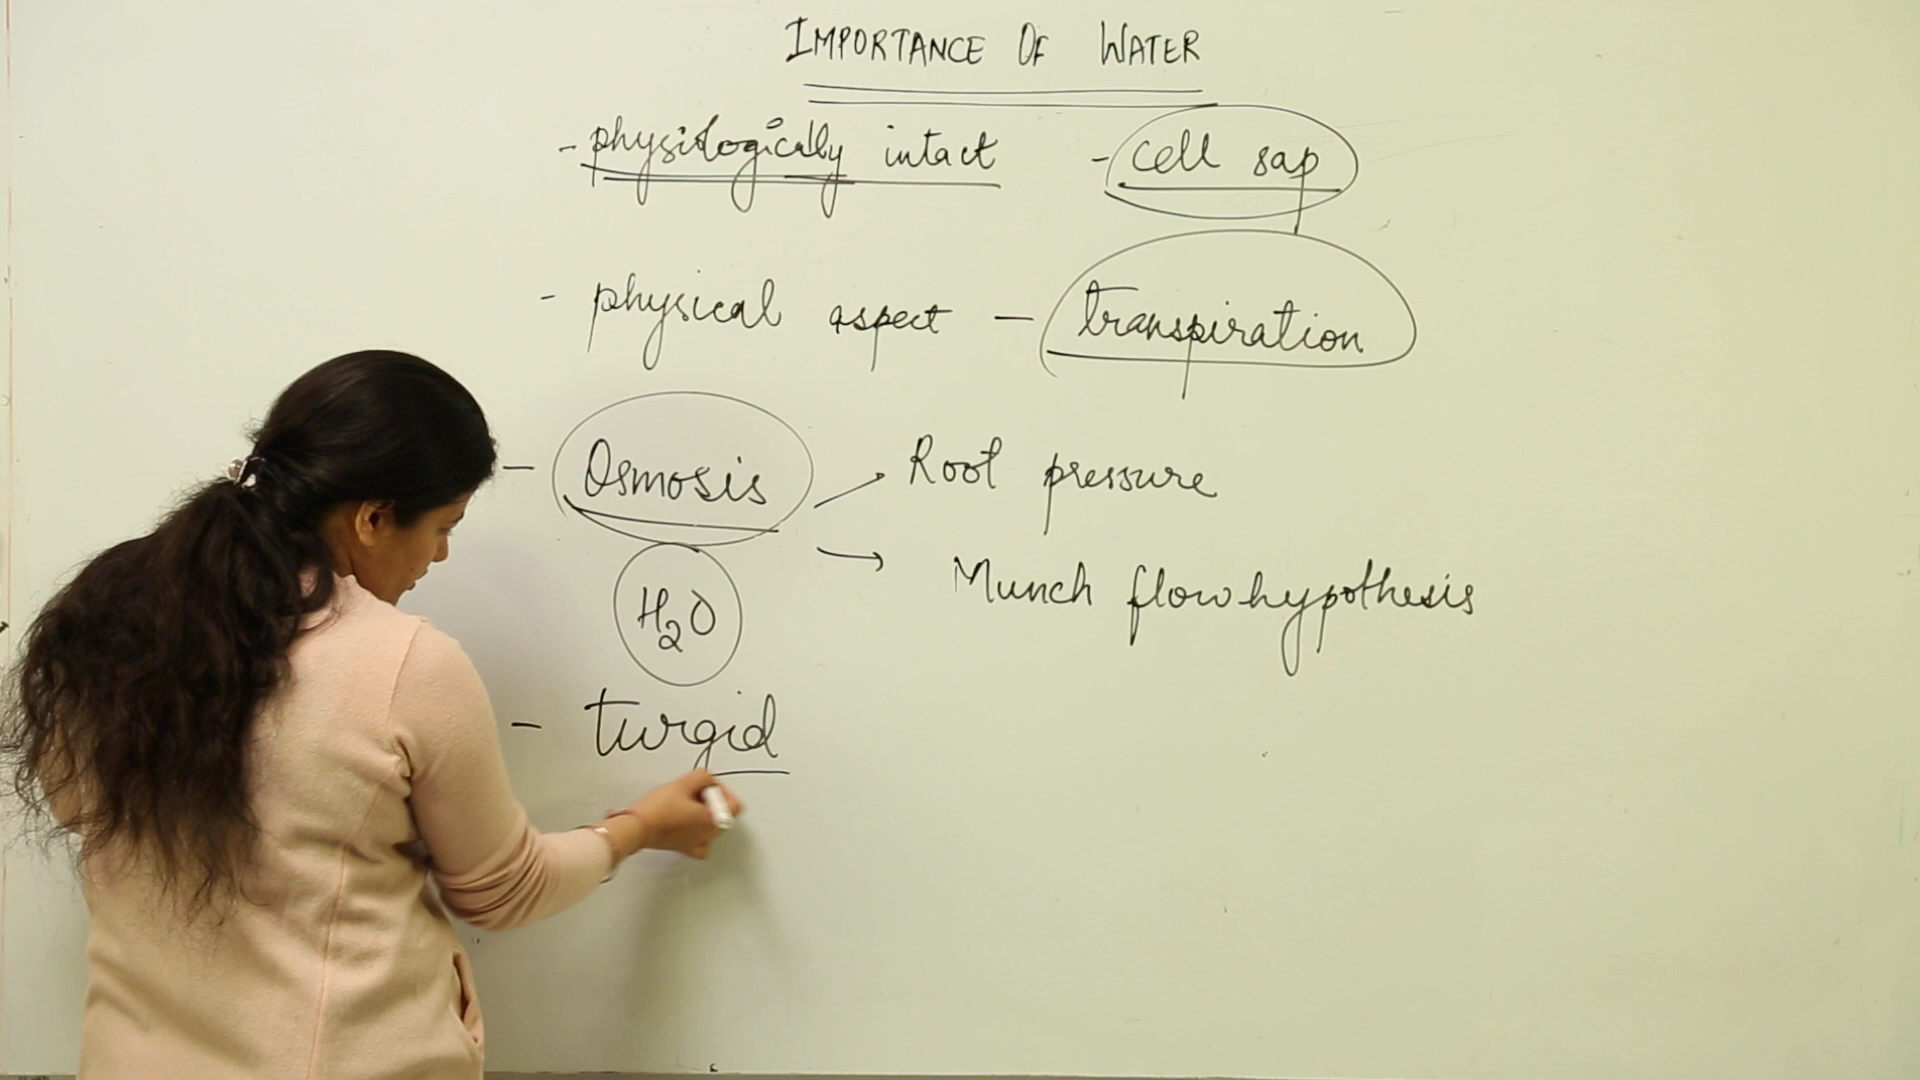 IMPORTANCE OF WATER
- physiologically intact - cell sap
- physical aspect - transpiration
- Osmosis → Root pressure
→ Munch flow hypothesis
H₂O
- turgid